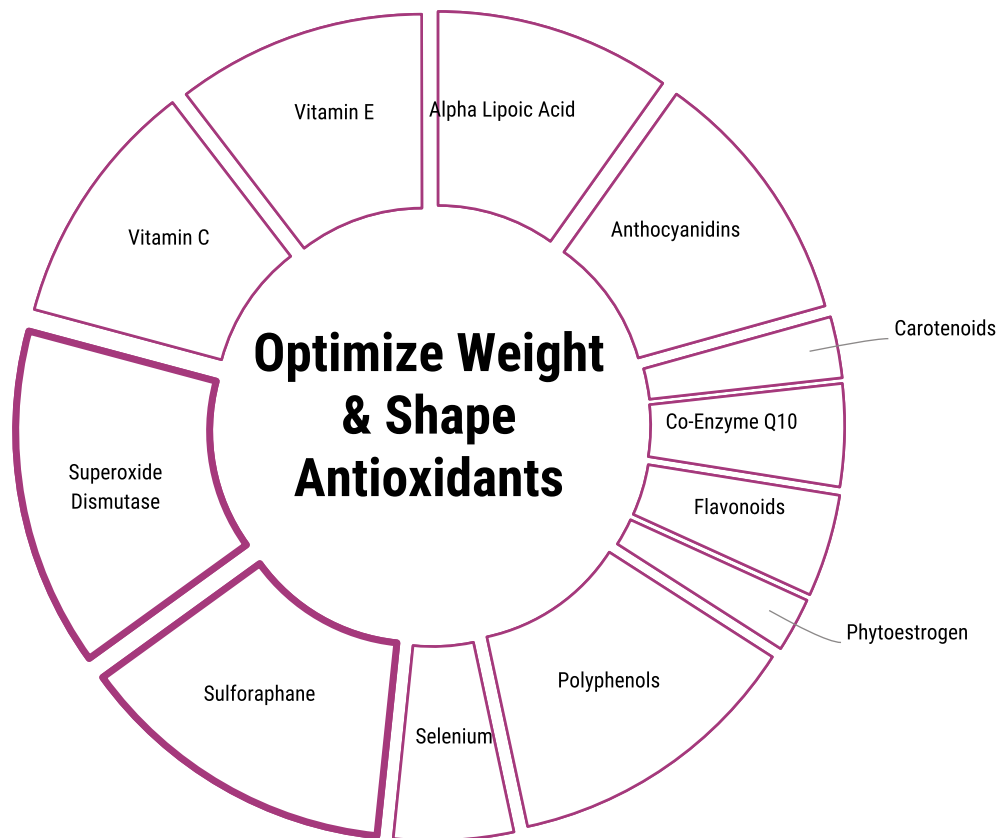 Optimize Weight
& Shape
Antioxidants
Alpha Lipoic Acid
Anthocyanidins
Carotenoids
Co-Enzyme Q10
Flavonoids
Phytoestrogen
Polyphenols
Selenium
Sulforaphane
Superoxide
Dismutase
Vitamin C
Vitamin E